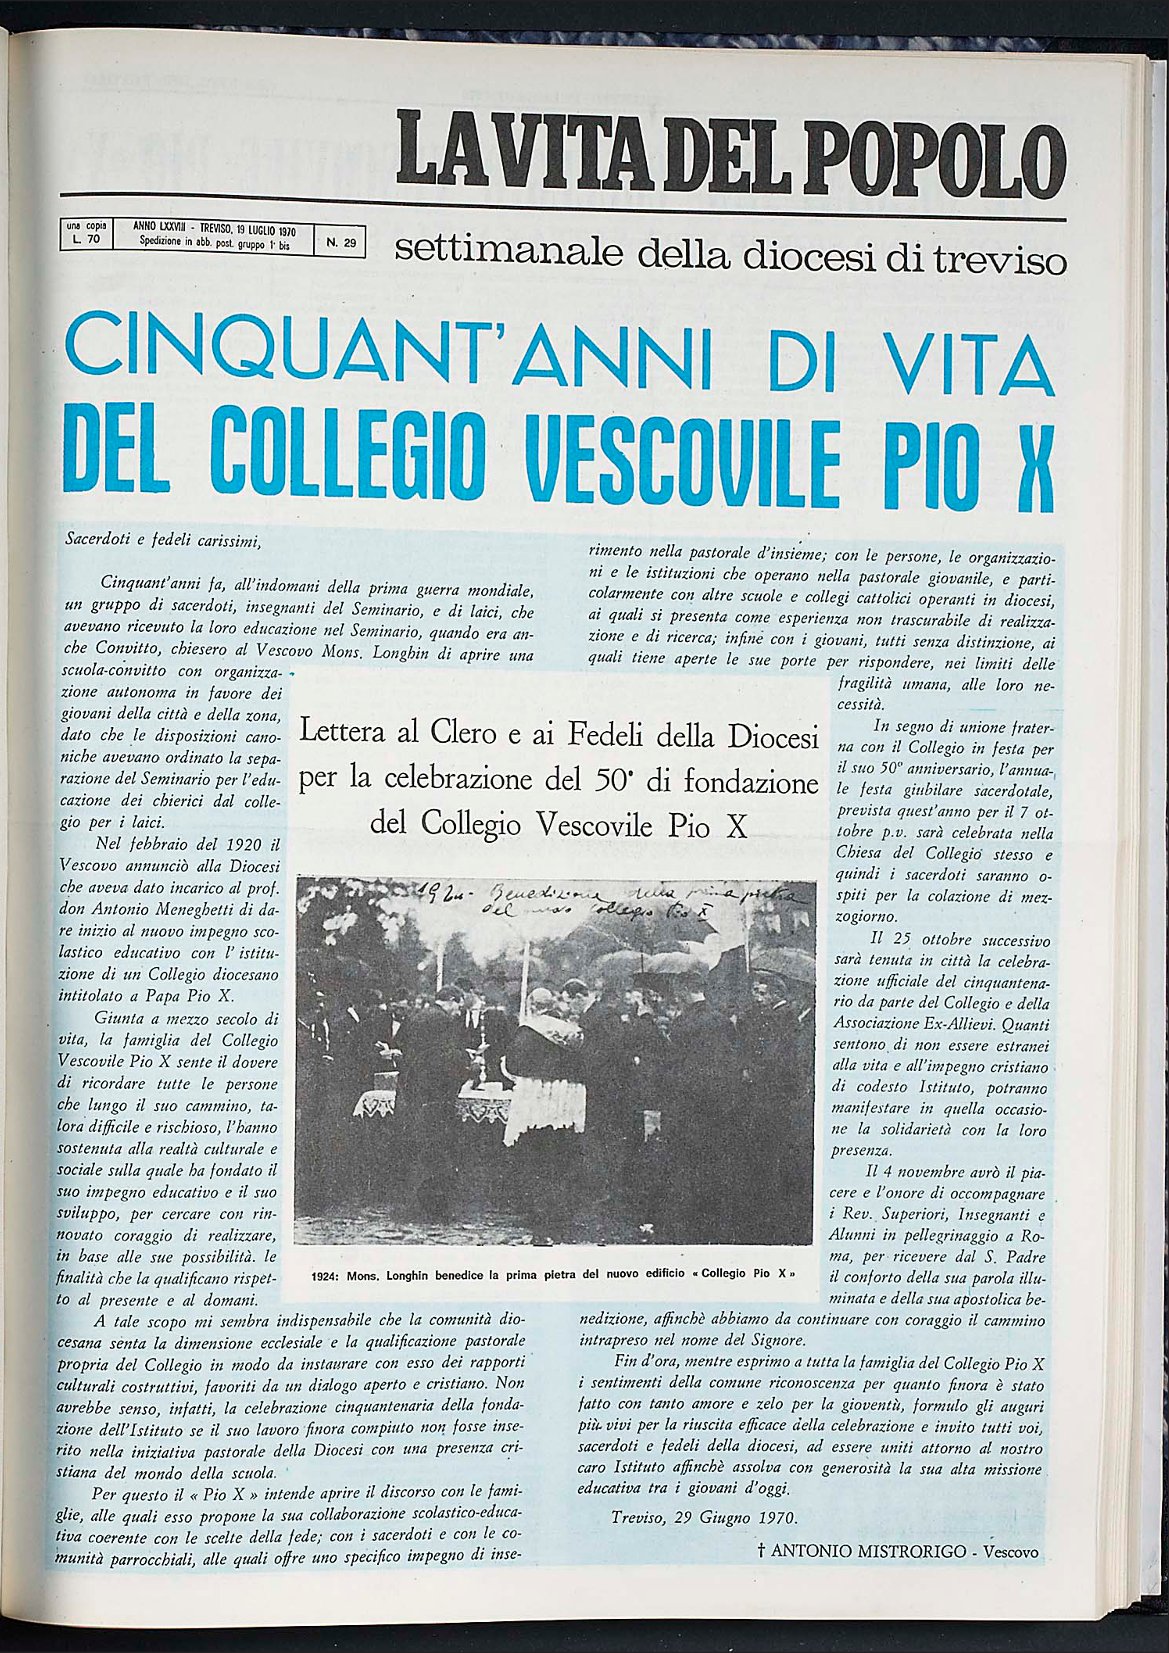 LA VITA DEL POPOLO
una copia
L. 70
ANNO LXXVIII - TREVISO, 19 LUGLIO 1970
Spedizione in abb. post. gruppo 1° bis
N. 29
settimanale della diocesi di treviso
CINQUANT'ANNI DI VITA
DEL COLLEGIO VESCOVILE PIO X
Sacerdoti e fedeli carissimi,
Cinquant'anni fa, all'indomani della prima guerra mondiale,
un gruppo di sacerdoti, insegnanti del Seminario, e di laici, che
avevano ricevuto la loro educazione nel Seminario, quando era an-
che Convitto, chiesero al Vescovo Mons. Longhin di aprire una
scuola-convitto con organizza-
zione autonoma in favore dei
giovani della città e della zona,
dato che le disposizioni cano-
niche avevano ordinato la sepa-
razione del Seminario per l'edu-
cazione dei chierici dal colle-
gio per i laici.
Nel febbraio del 1920 il
Vescovo annunciò alla Diocesi
che aveva dato incarico al prof.
don Antonio Meneghetti di da-
re inizio al nuovo impegno sco-
lastico educativo con l'istitu-
zione di un Collegio diocesano
intitolato a Papa Pio X.
Giunta a mezzo secolo di
vita, la famiglia del Collegio
Vescovile Pio X sente il dovere
di ricordare tutte le persone
che lungo il suo cammino, ta-
lora difficile e rischioso, l'hanno
sostenuta alla realtà culturale e
sociale sulla quale ha fondato il
suo impegno educativo e il suo
sviluppo, per cercare con rin-
novato coraggio di realizzare,
in base alle sue possibilità. le
finalità che la qualificano rispet-
to al presente e al domani.
A tale scopo mi sembra indispensabile che la comunità dio-
cesana senta la dimensione ecclesiale e la qualificazione pastorale
propria del Collegio in modo da instaurare con esso dei rapporti
culturali costruttivi, favoriti da un dialogo aperto e cristiano. Non
avrebbe senso, infatti, la celebrazione cinquantenaria della fonda-
zione dell'Istituto se il suo lavoro finora compiuto non fosse inse-
rito nella iniziativa pastorale della Diocesi con una presenza cri-
stiana del mondo della scuola.
Per questo il « Pio X » intende aprire il discorso con le fami-
glie, alle quali esso propone la sua collaborazione scolastico-educa-
tiva coerente con le scelte della fede; con i sacerdoti e con le co-
munità parrocchiali, alle quali offre uno specifico impegno di inse-
Lettera al Clero e ai Fedeli della Diocesi
per la celebrazione del 50° di fondazione
del Collegio Vescovile Pio X
1924 - Benedizione della prima pietra
del nuovo Collegio Pio X
1924: Mons. Longhin benedice la prima pietra del nuovo edificio « Collegio Pio X »
rimento nella pastorale d'insieme; con le persone, le organizzazio-
ni e le istituzioni che operano nella pastorale giovanile, e parti-
colarmente con altre scuole e collegi cattolici operanti in diocesi,
ai quali si presenta come esperienza non trascurabile di realizza-
zione e di ricerca; infine con i giovani, tutti senza distinzione, ai
quali tiene aperte le sue porte per rispondere, nei limiti delle
fragilità umana, alle loro ne-
cessità.
In segno di unione frater-
na con il Collegio in festa per
il suo 50° anniversario, l'annua-
le festa giubilare sacerdotale,
prevista quest'anno per il 7 ot-
tobre p.v. sarà celebrata nella
Chiesa del Collegio stesso e
quindi i sacerdoti saranno o-
spiti per la colazione di mez-
zogiorno.
Il 25 ottobre successivo
sarà tenuta in città la celebra-
zione ufficiale del cinquantena-
rio da parte del Collegio e della
Associazione Ex-Allievi. Quanti
sentono di non essere estranei
alla vita e all'impegno cristiano
di codesto Istituto, potranno
manifestare in quella occasio-
ne la solidarietà con la loro
presenza.
Il 4 novembre avrò il pia-
cere e l'onore di accompagnare
i Rev. Superiori, Insegnanti e
Alunni in pellegrinaggio a Ro-
ma, per ricevere dal S. Padre
il conforto della sua parola illu-
minata e della sua apostolica be-
nedizione, affinchè abbiamo da continuare con coraggio il cammino
intrapreso nel nome del Signore.
Fin d'ora, mentre esprimo a tutta la famiglia del Collegio Pio X
i sentimenti della comune riconoscenza per quanto finora è stato
fatto con tanto amore e zelo per la gioventù, formulo gli auguri
più vivi per la riuscita efficace della celebrazione e invito tutti voi,
sacerdoti e fedeli della diocesi, ad essere uniti attorno al nostro
caro Istituto affinchè assolva con generosità la sua alta missione
educativa tra i giovani d'oggi.
Treviso, 29 Giugno 1970.
† ANTONIO MISTRORIGO - Vescovo